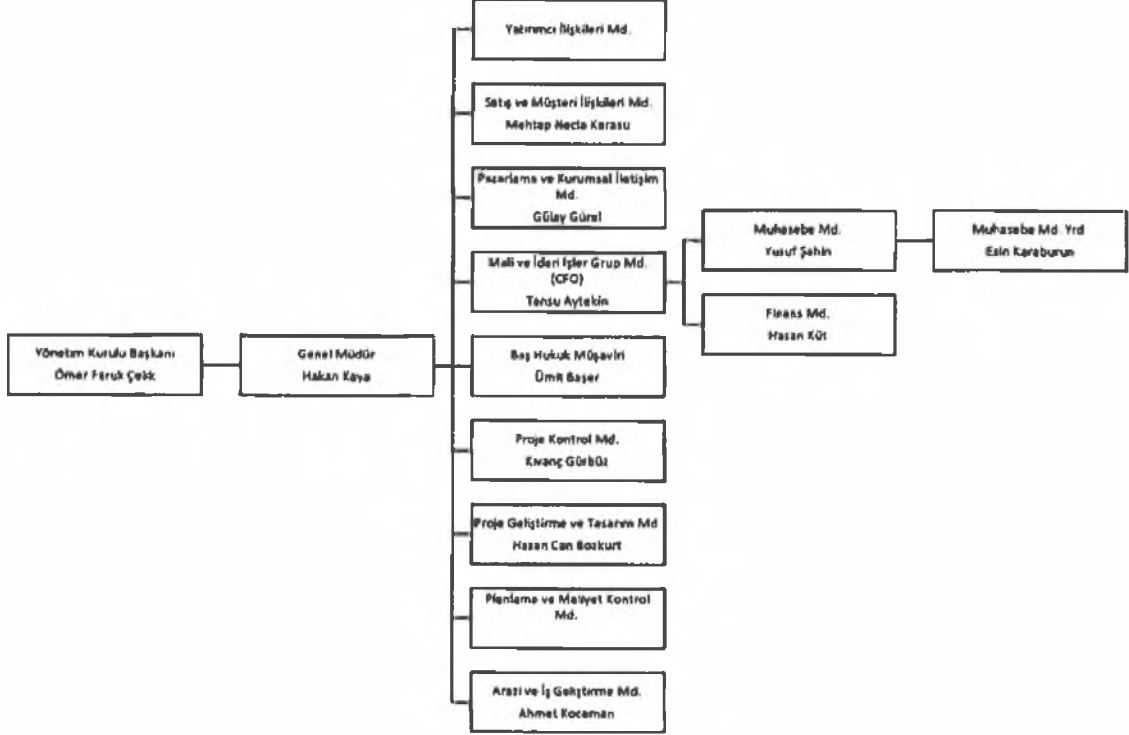 Yatırımcı İlişkileri Md.
Satış ve Müşteri İlişkileri Md.
Mehtap Necla Karasu
Pazarlama ve Kurumsal İletişim
Md.
Gülay Gürel
Mali ve İdari İşler Grup Md.
(CFO)
Tansu Aytekin
Muhasebe Md.
Yusuf Şahin
Muhasebe Md. Yrd
Esin Karaburun
Finans Md.
Hasan Küt
Yönetim Kurulu Başkanı
Ömer Faruk Çelik
Genel Müdür
Hakan Kaya
Baş Hukuk Müşaviri
Ümit Başer
Proje Kontrol Md.
Kıvanç Gürbüz
Proje Geliştirme ve Tasarım Md
Hasan Can Bozkurt
Planlama ve Maliyet Kontrol
Md.
Arazi ve İş Geliştirme Md.
Ahmet Kocaman